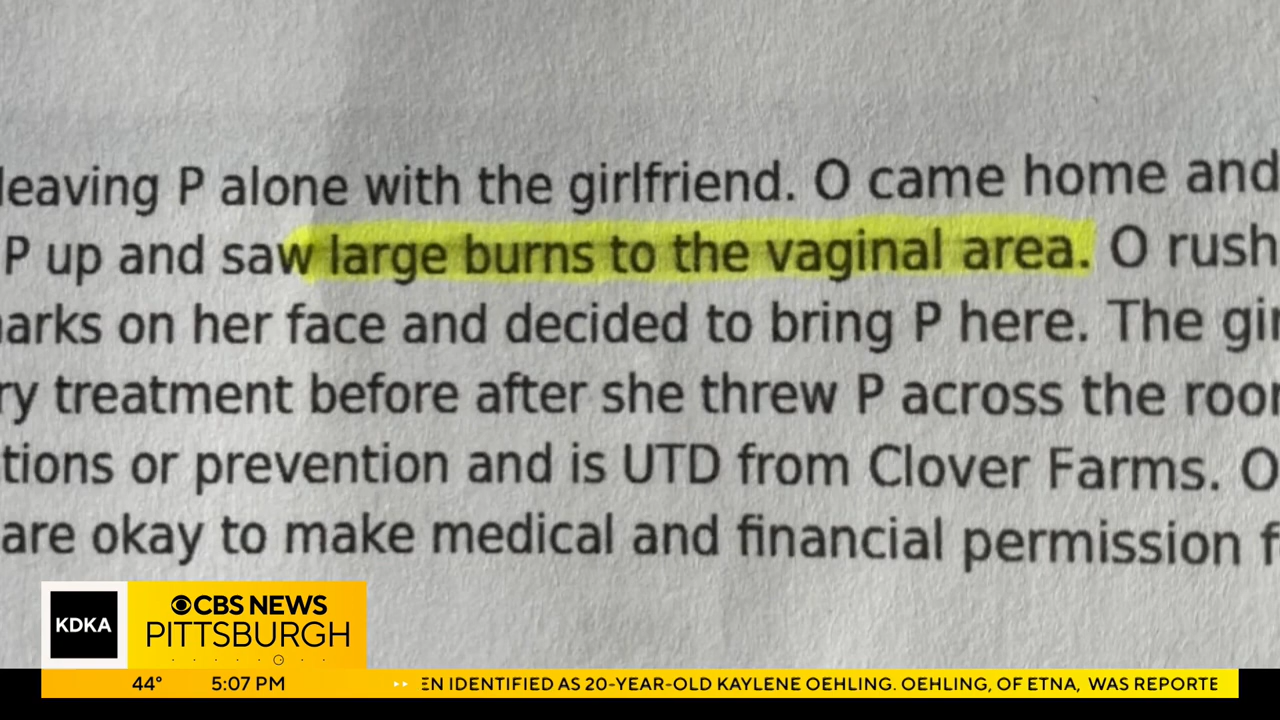 leaving P alone with the girlfriend. O came home and
P up and saw large burns to the vaginal area. O rush
arks on her face and decided to bring P here. The gir
ry treatment before after she threw P across the roor
tions or prevention and is UTD from Clover Farms. O
are okay to make medical and financial permission f
KDKA
CBS NEWS
PITTSBURGH
44° 5:07 PM EN IDENTIFIED AS 20-YEAR-OLD KAYLENE OEHLING. OEHLING, OF ETNA, WAS REPORTE